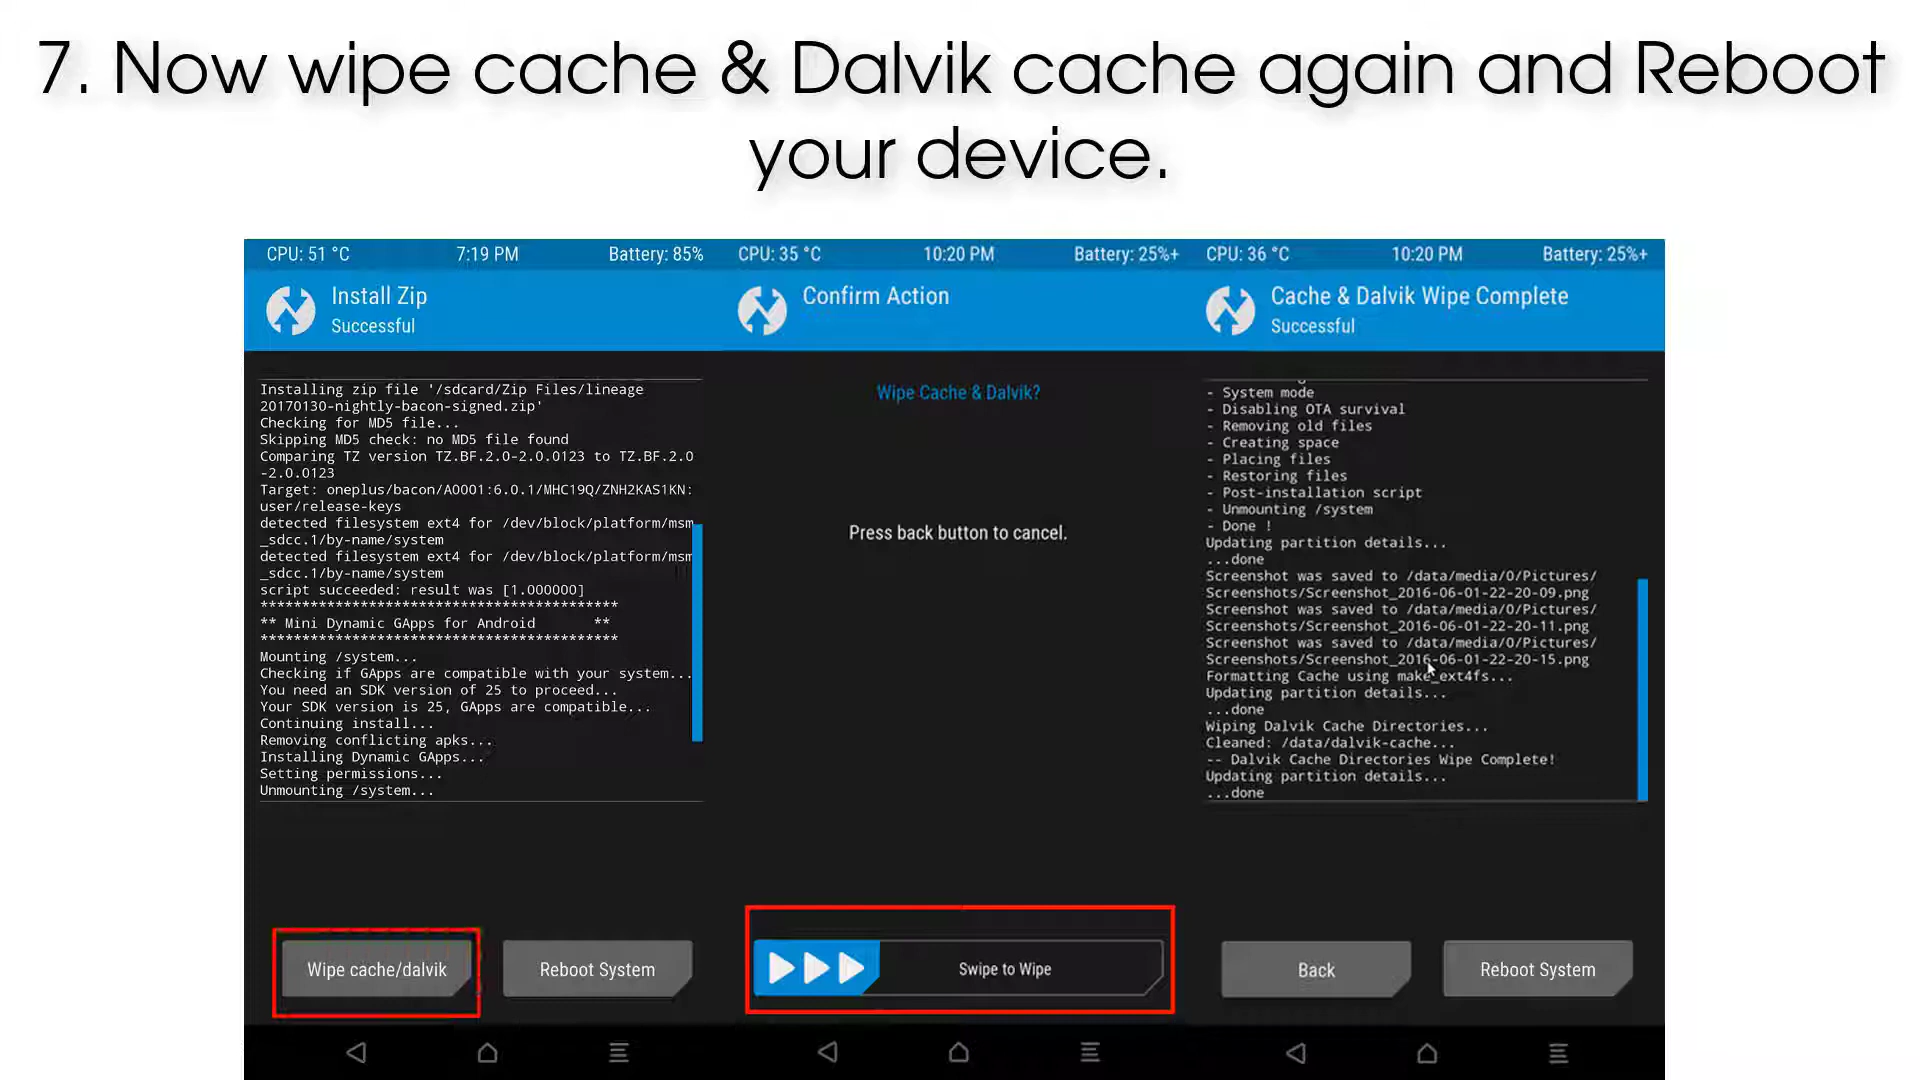 7. Now wipe cache & Dalvik cache again and Reboot
your device.
CPU: 51 °C 7:19 PM Battery: 85%
Install Zip
Successful
Installing zip file '/sdcard/Zip Files/lineage
20170130-nightly-bacon-signed.zip'
Checking for MD5 file...
Skipping MD5 check: no MD5 file found
Comparing TZ version TZ.BF.2.0-2.0.0123 to TZ.BF.2.0
-2.0.0123
Target: oneplus/bacon/A0001:6.0.1/MHC19Q/ZNH2KAS1KN:
user/release-keys
detected filesystem ext4 for /dev/block/platform/msm
_sdcc.1/by-name/system
detected filesystem ext4 for /dev/block/platform/msm
_sdcc.1/by-name/system
script succeeded: result was [1.000000]
*******************************************
** Mini Dynamic GApps for Android **
*******************************************
Mounting /system...
Checking if GApps are compatible with your system...
You need an SDK version of 25 to proceed...
Your SDK version is 25, GApps are compatible...
Continuing install...
Removing conflicting apks...
Installing Dynamic GApps...
Setting permissions...
Unmounting /system...
Wipe cache/dalvik
Reboot System
CPU: 35 °C 10:20 PM Battery: 25%+
Confirm Action
Wipe Cache & Dalvik?
Press back button to cancel.
Swipe to Wipe
CPU: 36 °C 10:20 PM Battery: 25%+
Cache & Dalvik Wipe Complete
Successful
- System mode
- Disabling OTA survival
- Removing old files
- Creating space
- Placing files
- Restoring files
- Post-installation script
- Unmounting /system
- Done !
Updating partition details...
...done
Screenshot was saved to /data/media/0/Pictures/
Screenshots/Screenshot_2016-06-01-22-20-09.png
Screenshot was saved to /data/media/0/Pictures/
Screenshots/Screenshot_2016-06-01-22-20-11.png
Screenshot was saved to /data/media/0/Pictures/
Screenshots/Screenshot_2016-06-01-22-20-15.png
Formatting Cache using make_ext4fs...
Updating partition details...
...done
Wiping Dalvik Cache Directories...
Cleaned: /data/dalvik-cache...
-- Dalvik Cache Directories Wipe Complete!
Updating partition details...
...done
Back
Reboot System